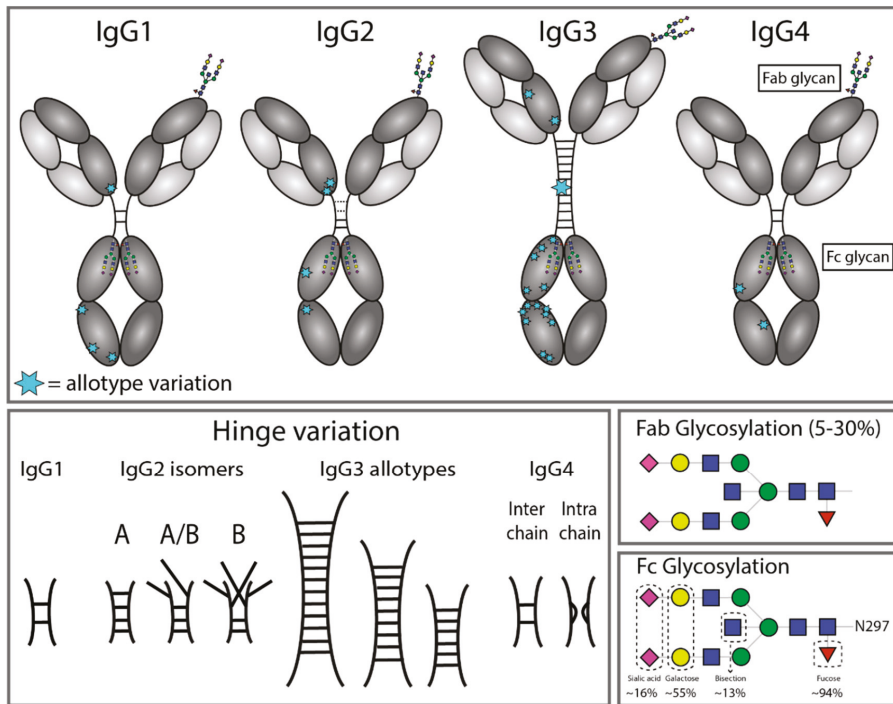 IgG1
IgG2
IgG3
IgG4
Fab glycan
Fc glycan
= allotype variation
Hinge variation
IgG1
IgG2 isomers
IgG3 allotypes
IgG4
A
A/B
B
Inter
chain
Intra
chain
Fab Glycosylation (5-30%)
Fc Glycosylation
N297
Sialic acid
Galactose
Bisection
Fucose
~16%
~55%
~13%
~94%